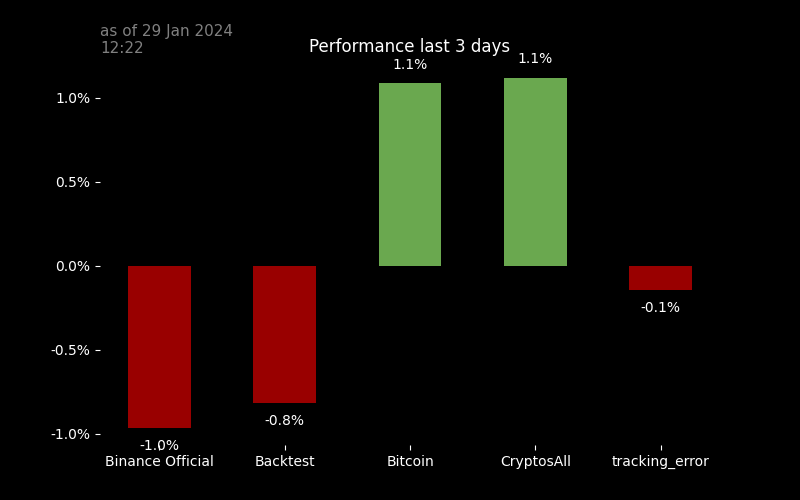 as of 29 Jan 2024
12:22
Performance last 3 days
1.1%
1.1%
1.0%
0.5%
0.0%
-0.5%
-1.0%
-0.1%
-0.8%
-1.0%
Binance Official
Backtest
Bitcoin
CryptosAll
tracking_error